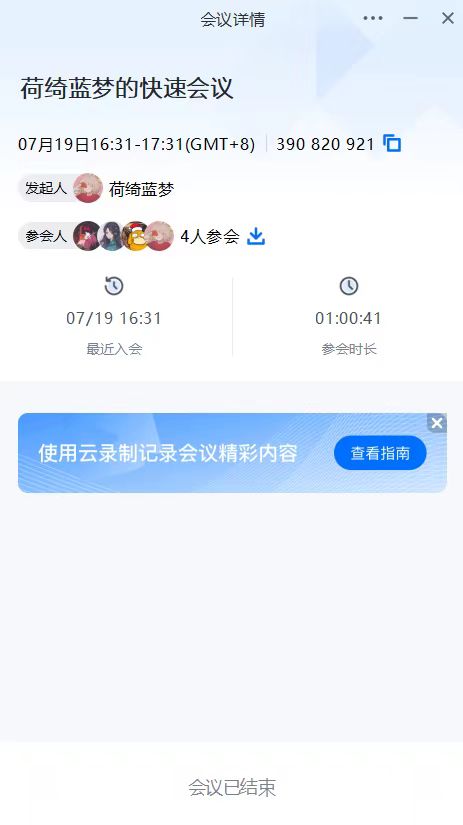 会议详情
荷绮蓝梦的快速会议
07月19日16:31-17:31(GMT+8) 390 820 921
发起人 荷绮蓝梦
参会人 4人参会
07/19 16:31 01:00:41
最近入会 参会时长
使用云录制记录会议精彩内容 查看指南
会议已结束